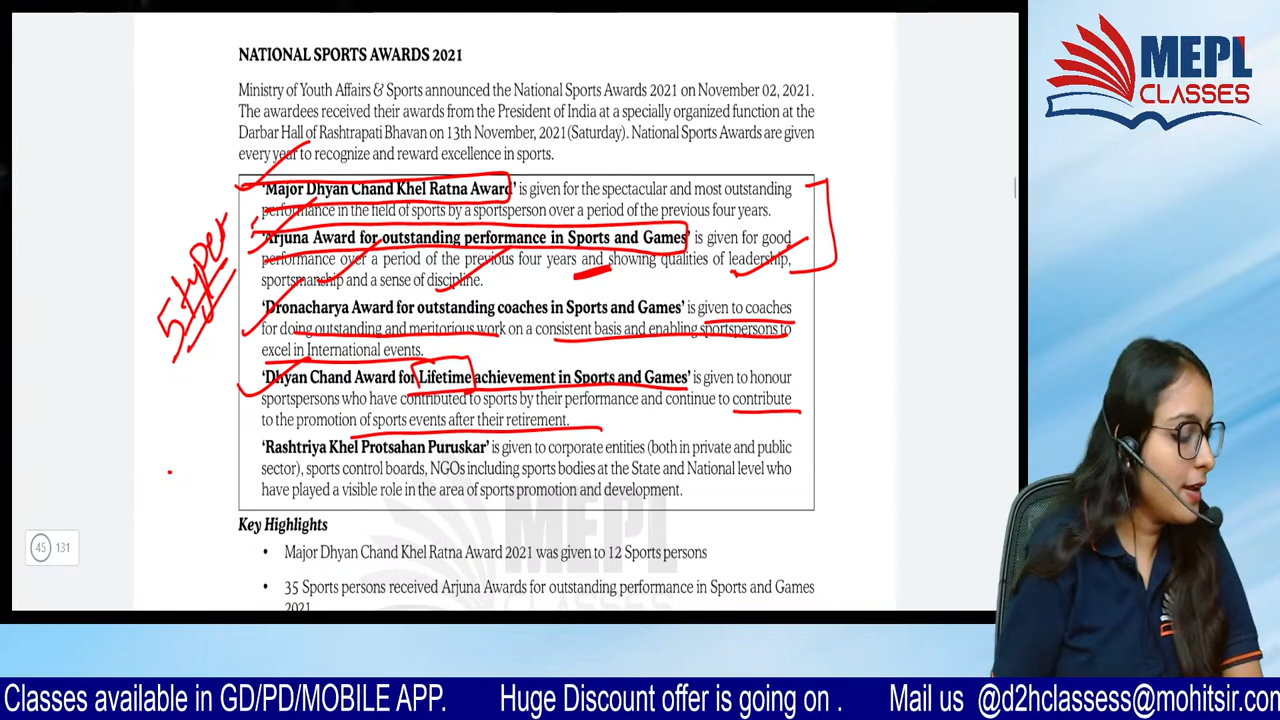 NATIONAL SPORTS AWARDS 2021
Ministry of Youth Affairs & Sports announced the National Sports Awards 2021 on November 02, 2021.
The awardees received their awards from the President of India at a specially organized function at the
Darbar Hall of Rashtrapati Bhavan on 13th November, 2021(Saturday). National Sports Awards are given
every year to recognize and reward excellence in sports.
'Major Dhyan Chand Khel Ratna Award' is given for the spectacular and most outstanding
performance in the field of sports by a sportsperson over a period of the previous four years.
'Arjuna Award for outstanding performance in Sports and Games' is given for good
performance over a period of the previous four years and showing qualities of leadership,
sportsmanship and a sense of discipline.
'Dronacharya Award for outstanding coaches in Sports and Games' is given to coaches
for doing outstanding and meritorious work on a consistent basis and enabling sportspersons to
excel in International events.
'Dhyan Chand Award for Lifetime achievement in Sports and Games' is given to honour
sportspersons who have contributed to sports by their performance and continue to contribute
to the promotion of sports events after their retirement.
'Rashtriya Khel Protsahan Puruskar' is given to corporate entities (both in private and public
sector), sports control boards, NGOs including sports bodies at the State and National level who
have played a visible role in the area of sports promotion and development.
Key Highlights
• Major Dhyan Chand Khel Ratna Award 2021 was given to 12 Sports persons
• 35 Sports persons received Arjuna Awards for outstanding performance in Sports and Games
2021
5 types
45 131
MEPL
CLASSES
MEPL
CLASSES
Classes available in GD/PD/MOBILE APP. Huge Discount offer is going on . Mail us @d2hclassess@mohitsir.con